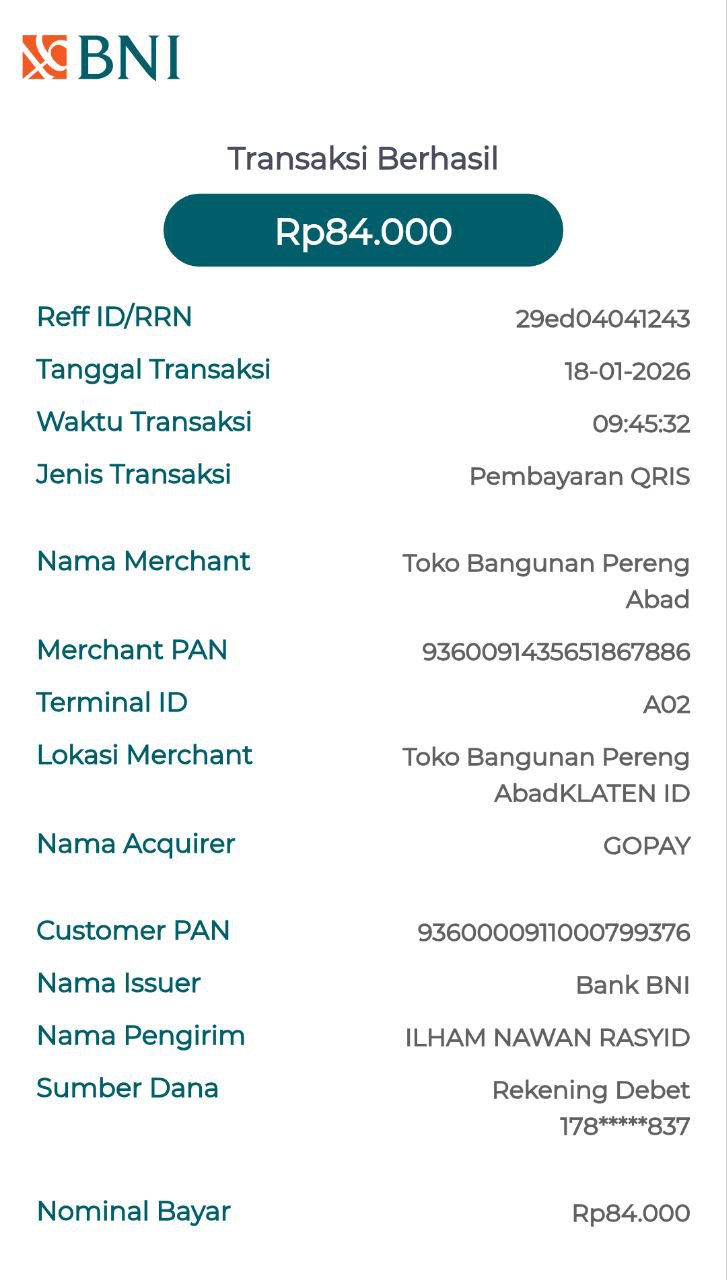 BNI
Transaksi Berhasil
Rp84.000
Reff ID/RRN 29ed04041243
Tanggal Transaksi 18-01-2026
Waktu Transaksi 09:45:32
Jenis Transaksi Pembayaran QRIS
Nama Merchant Toko Bangunan Pereng
Abad
Merchant PAN 9360091435651867886
Terminal ID A02
Lokasi Merchant Toko Bangunan Pereng
AbadKLATEN ID
Nama Acquirer GOPAY
Customer PAN 9360000911000799376
Nama Issuer Bank BNI
Nama Pengirim ILHAM NAWAN RASYID
Sumber Dana Rekening Debet
178*****837
Nominal Bayar Rp84.000